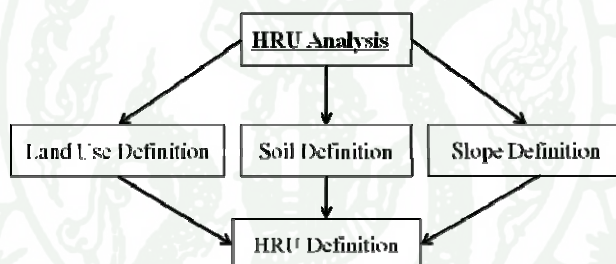 HRU Analysis
Land Use Definition
Soil Definition
Slope Definition
HRU Definition